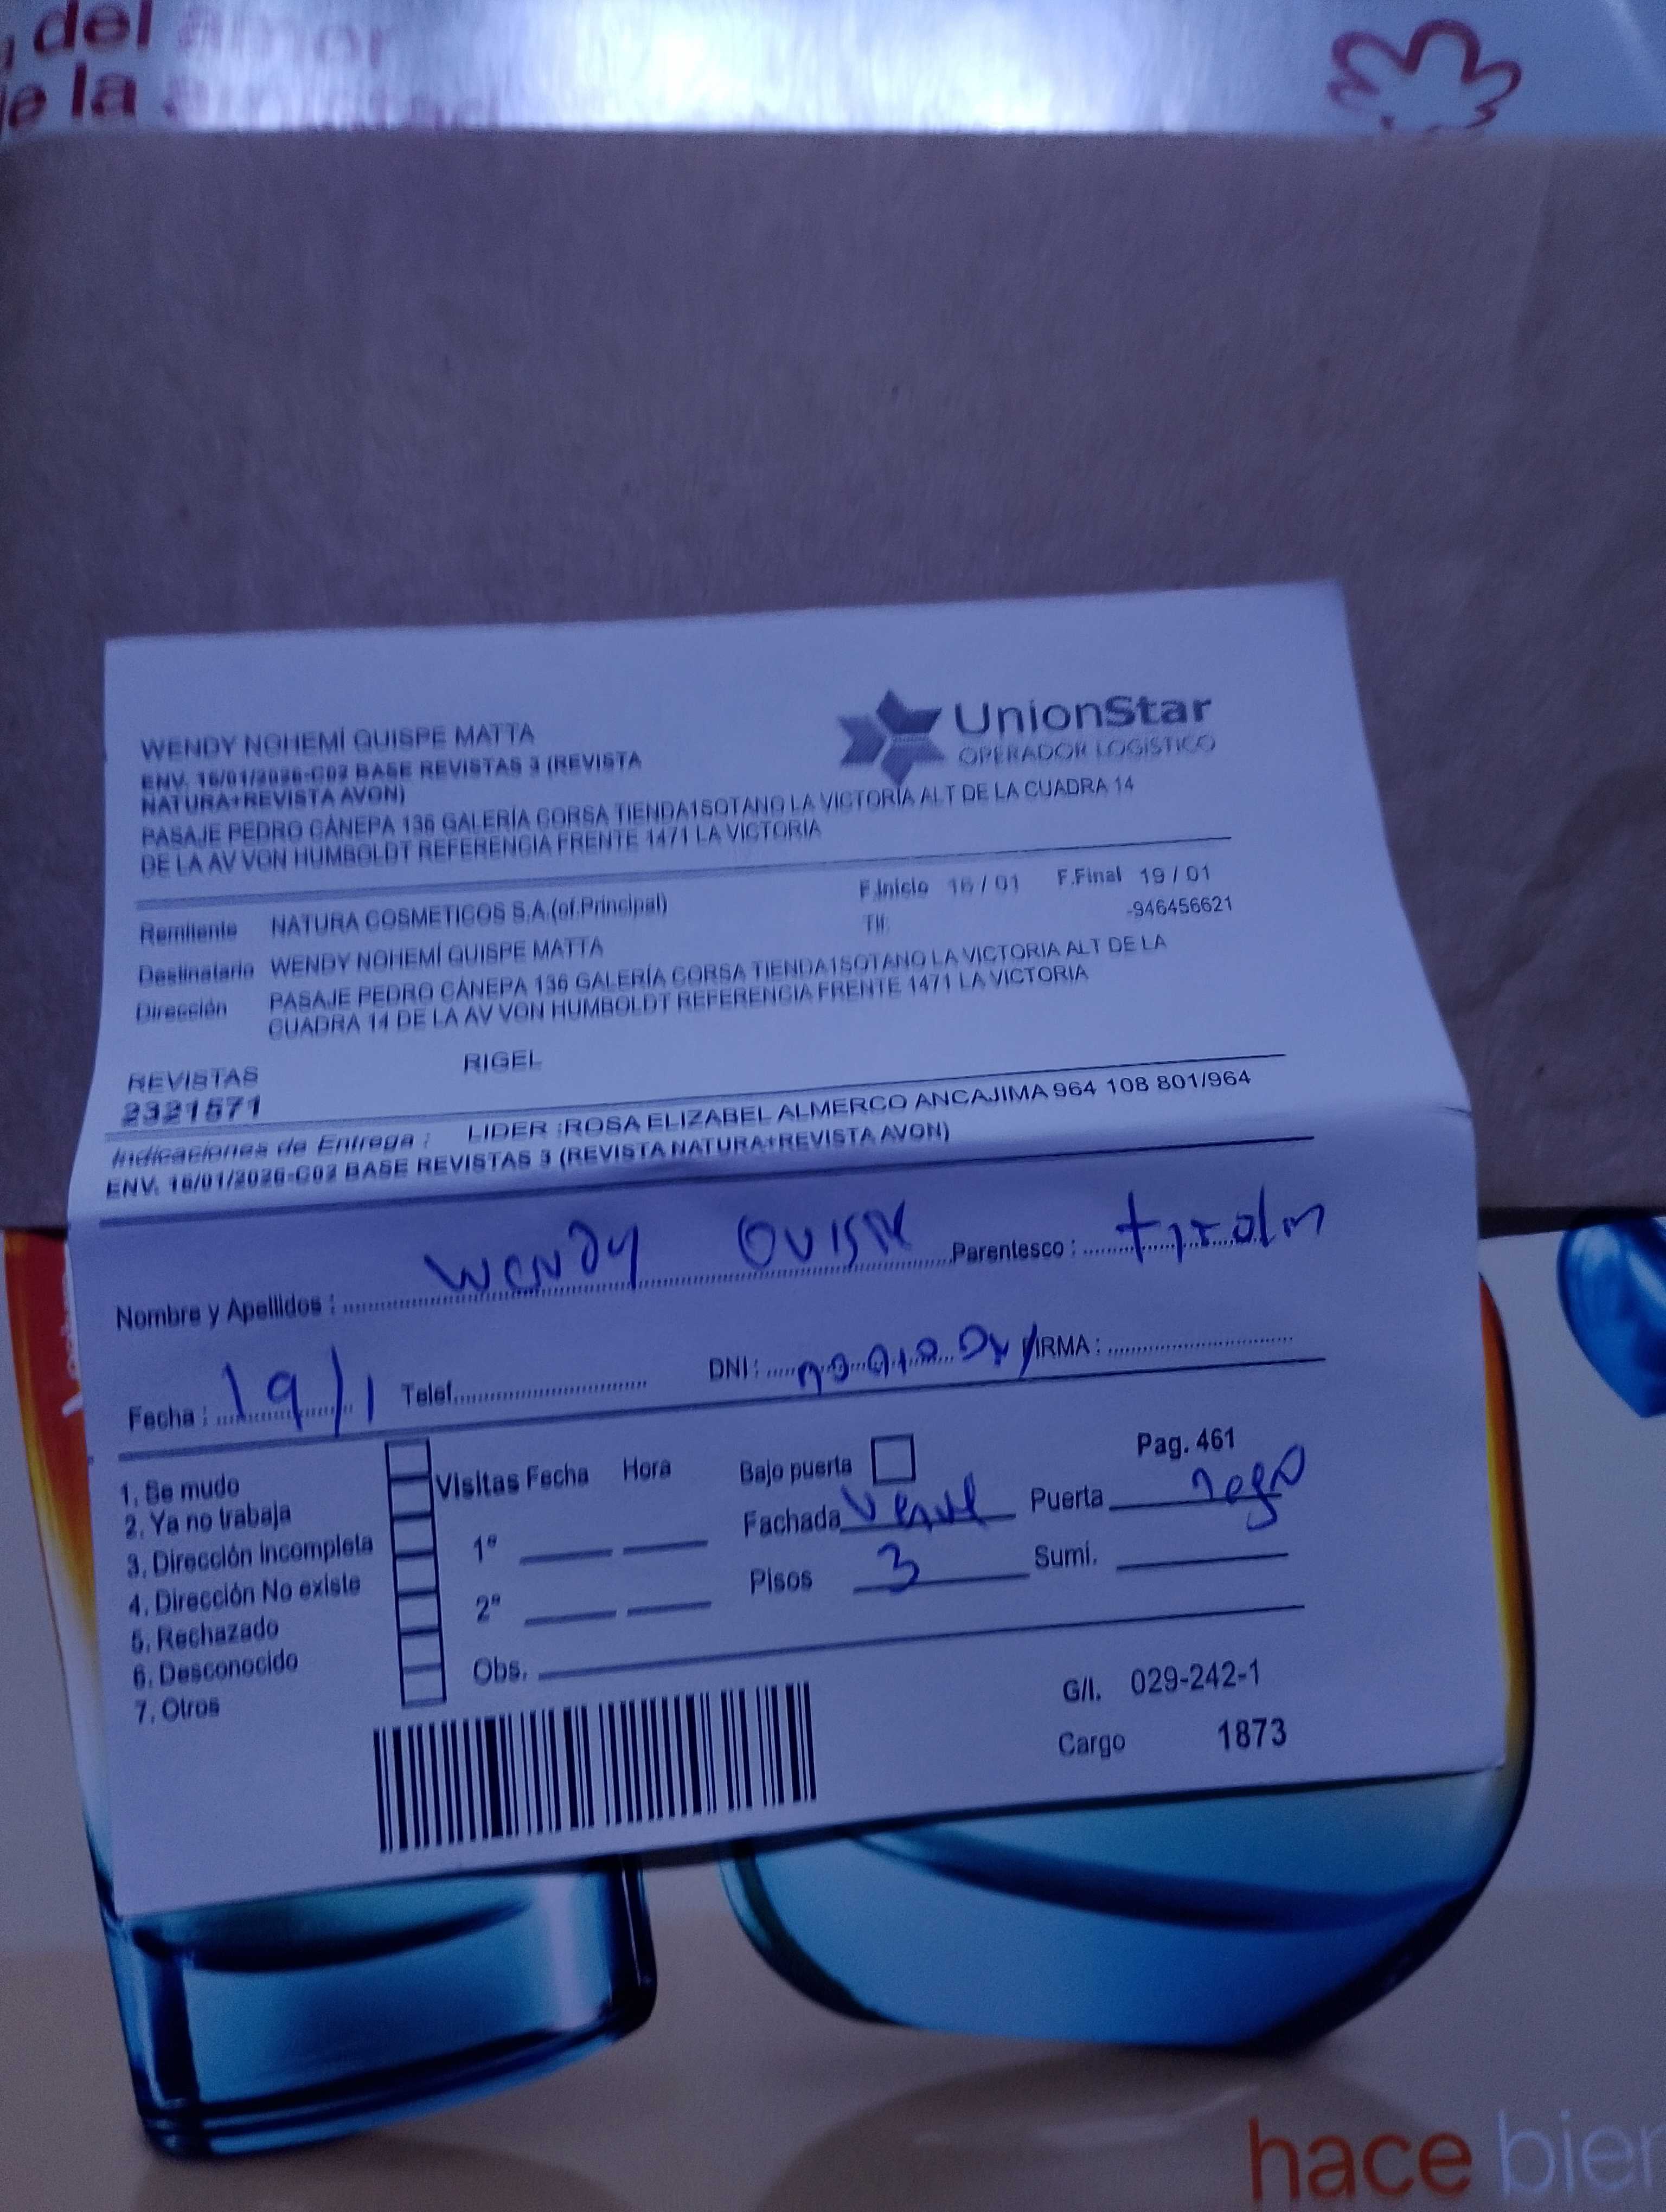 del amor
de la amistad
WENDY NOHEMÍ QUISPE MATTA
ENV. 16/01/2026-C02 BASE REVISTAS 3 (REVISTA
NATURA+REVISTA AVON)
PASAJE PEDRO CÁNEPA 136 GALERÍA CORSA TIENDA1SOTANO LA VICTORIA ALT DE LA CUADRA 14
DE LA AV VON HUMBOLDT REFERENCIA FRENTE 1471 LA VICTORIA
UnionStar
OPERADOR LOGÍSTICO
Remitente NATURA COSMETICOS S.A.(of.Principal)
F.Inicio 16 / 01 F.Final 19 / 01
Destinatario WENDY NOHEMÍ QUISPE MATTA
Tlf: -946456621
Dirección PASAJE PEDRO CÁNEPA 136 GALERÍA CORSA TIENDA1SOTANO LA VICTORIA ALT DE LA
CUADRA 14 DE LA AV VON HUMBOLDT REFERENCIA FRENTE 1471 LA VICTORIA
REVISTAS RIGEL
2321571
Indicaciones de Entrega : LIDER :ROSA ELIZABEL ALMERCO ANCAJIMA 964 108 801/964
ENV. 16/01/2026-C02 BASE REVISTAS 3 (REVISTA NATURA+REVISTA AVON)
Nombre y Apellidos : Wendy Parentesco :
Fecha : 19/1 Telef. DNI : FIRMA :
1. Se mudo
2. Ya no trabaja
3. Dirección Incompleta
4. Dirección No existe
5. Rechazado
6. Desconocido
7. Otros
Visitas Fecha Hora
1ª
2ª
Obs.
Bajo puerta Pag. 461
Fachada Puerta
Pisos 3 Sumi.
G/I. 029-242-1
Cargo 1873
hace bien